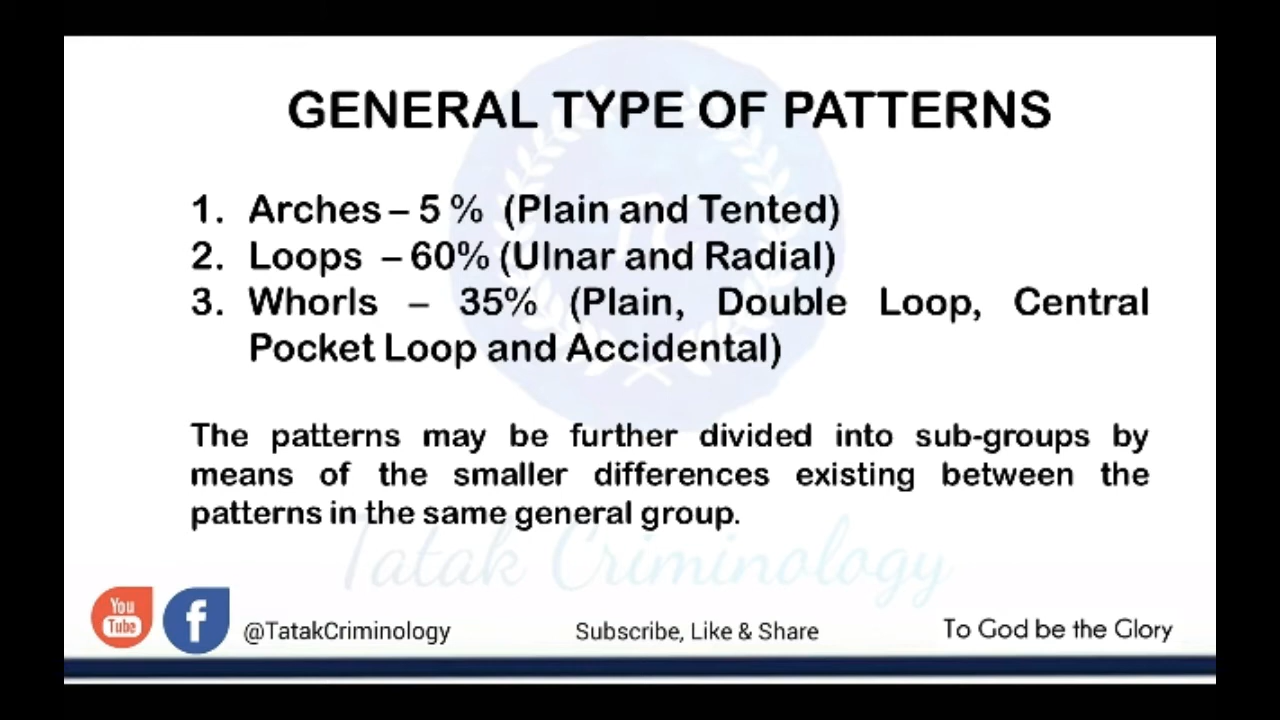 GENERAL TYPE OF PATTERNS
1. Arches – 5 % (Plain and Tented)
2. Loops – 60% (Ulnar and Radial)
3. Whorls – 35% (Plain, Double Loop, Central
Pocket Loop and Accidental)
The patterns may be further divided into sub-groups by
means of the smaller differences existing between the
patterns in the same general group.
Tatak Criminology
You
Tube
f
@TatakCriminology
Subscribe, Like & Share
To God be the Glory